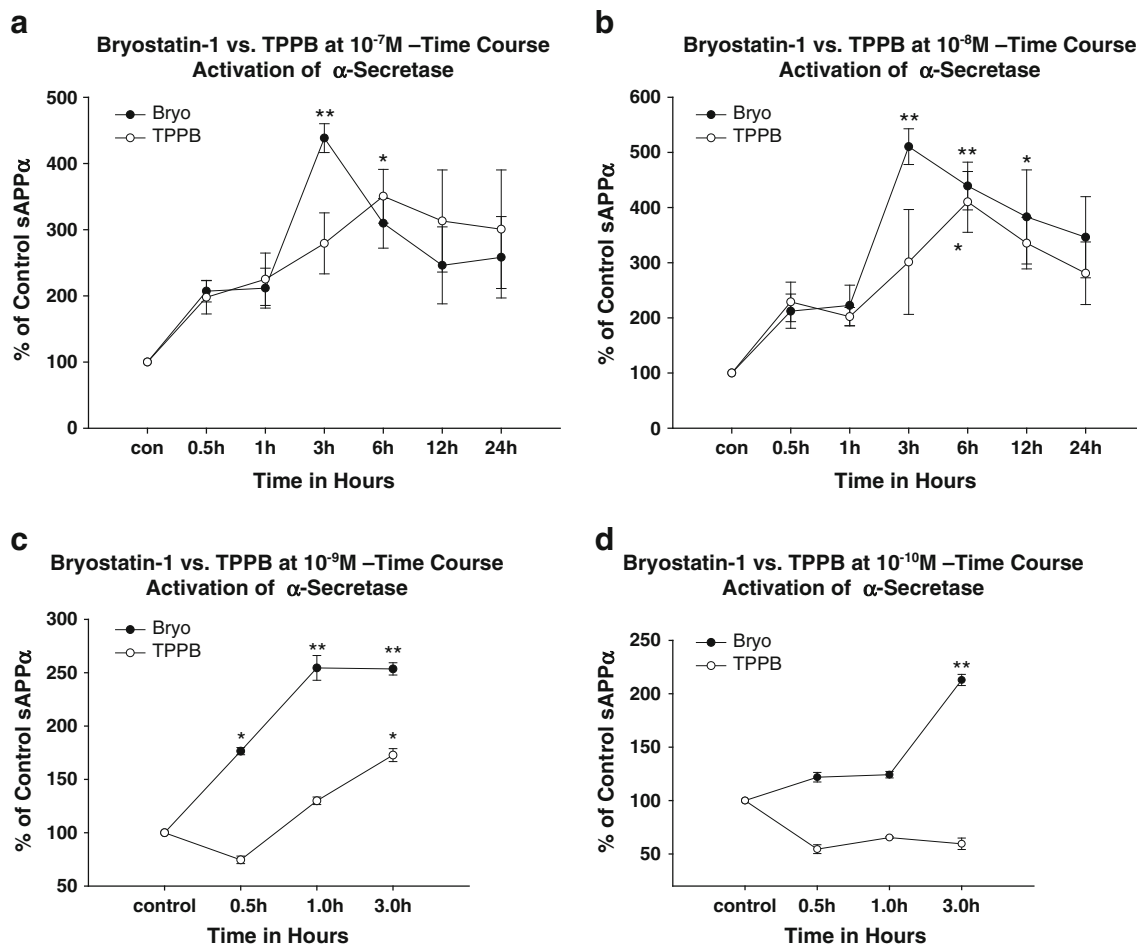 a
Bryostatin-1 vs. TPPB at 10⁻⁷M –Time Course
Activation of α-Secretase
Bryo
TPPB
500
400
300
200
100
0
% of Control sAPPα
**
*
con 0.5h 1h 3h 6h 12h 24h
Time in Hours
b
Bryostatin-1 vs. TPPB at 10⁻⁸M –Time Course
Activation of α-Secretase
Bryo
TPPB
600
500
400
300
200
100
0
% of Control sAPPα
**
**
*
*
con 0.5h 1h 3h 6h 12h 24h
Time in Hours
c
Bryostatin-1 vs. TPPB at 10⁻⁹M –Time Course
Activation of α-Secretase
Bryo
TPPB
300
250
200
150
100
50
% of Control sAPPα
*
**
**
*
control 0.5h 1.0h 3.0h
Time in Hours
d
Bryostatin-1 vs. TPPB at 10⁻¹⁰M –Time Course
Activation of α-Secretase
Bryo
TPPB
250
200
150
100
50
% of Control sAPPα
**
control 0.5h 1.0h 3.0h
Time in Hours